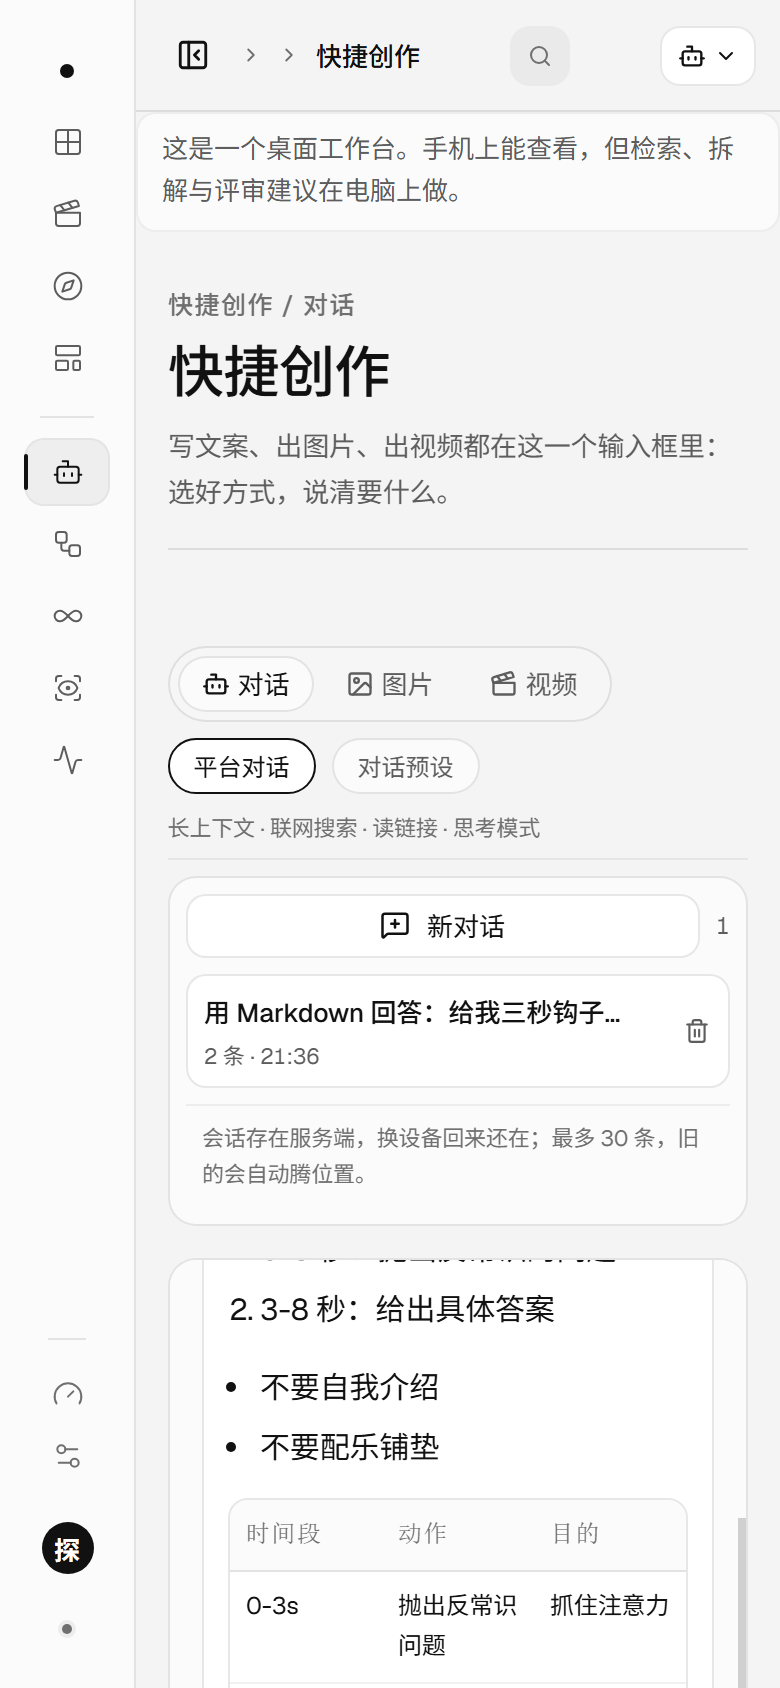 快捷创作
这是一个桌面工作台。手机上能查看，但检索、拆
解与评审建议在电脑上做。
快捷创作 / 对话
快捷创作
写文案、出图片、出视频都在这一个输入框里：
选好方式，说清要什么。
对话 图片 视频
平台对话 对话预设
长上下文 · 联网搜索 · 读链接 · 思考模式
新对话 1
用 Markdown 回答：给我三秒钩子...
2 条 · 21:36
会话存在服务端，换设备回来还在；最多 30 条，旧
的会自动腾位置。
2. 3-8 秒：给出具体答案
• 不要自我介绍
• 不要配乐铺垫
时间段 动作 目的
0-3s 抛出反常识 抓住注意力
问题
探